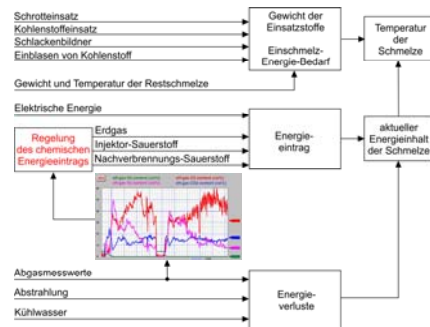 Schrotteinsatz
Kohlenstoffeinsatz
Schlackenbildner
Einblasen von Kohlenstoff
Gewicht der
Einsatzstoffe
Einschmelz-
Energie-Bedarf
Temperatur
der
Schmelze
Gewicht und Temperatur der Restschmelze
Elektrische Energie
Regelung
des chemischen
Energieeintrags
Erdgas
Injektor-Sauerstoff
Nachverbrennungs-Sauerstoff
Energie-
eintrag
aktueller
Energieinhalt
der Schmelze
Abgasmesswerte
Abstrahlung
Kühlwasser
Energie-
verluste